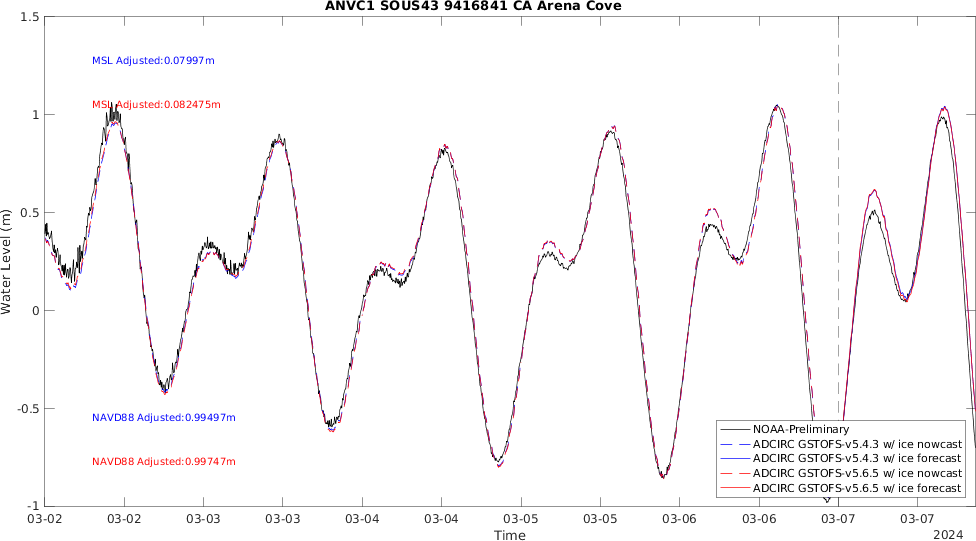 ANVC1 SOUS43 9416841 CA Arena Cove
1.5
1
0.5
0
-0.5
-1
Water Level (m)
MSL Adjusted:0.07997m
MSL Adjusted:0.082475m
NAVD88 Adjusted:0.99497m
NAVD88 Adjusted:0.99747m
NOAA-Preliminary
ADCIRC GSTOFS-v5.4.3 w/ ice nowcast
ADCIRC GSTOFS-v5.4.3 w/ ice forecast
ADCIRC GSTOFS-v5.6.5 w/ ice nowcast
ADCIRC GSTOFS-v5.6.5 w/ ice forecast
03-02 03-02 03-03 03-03 03-04 03-04 03-05 03-05 03-06 03-06 03-07 03-07
Time
2024